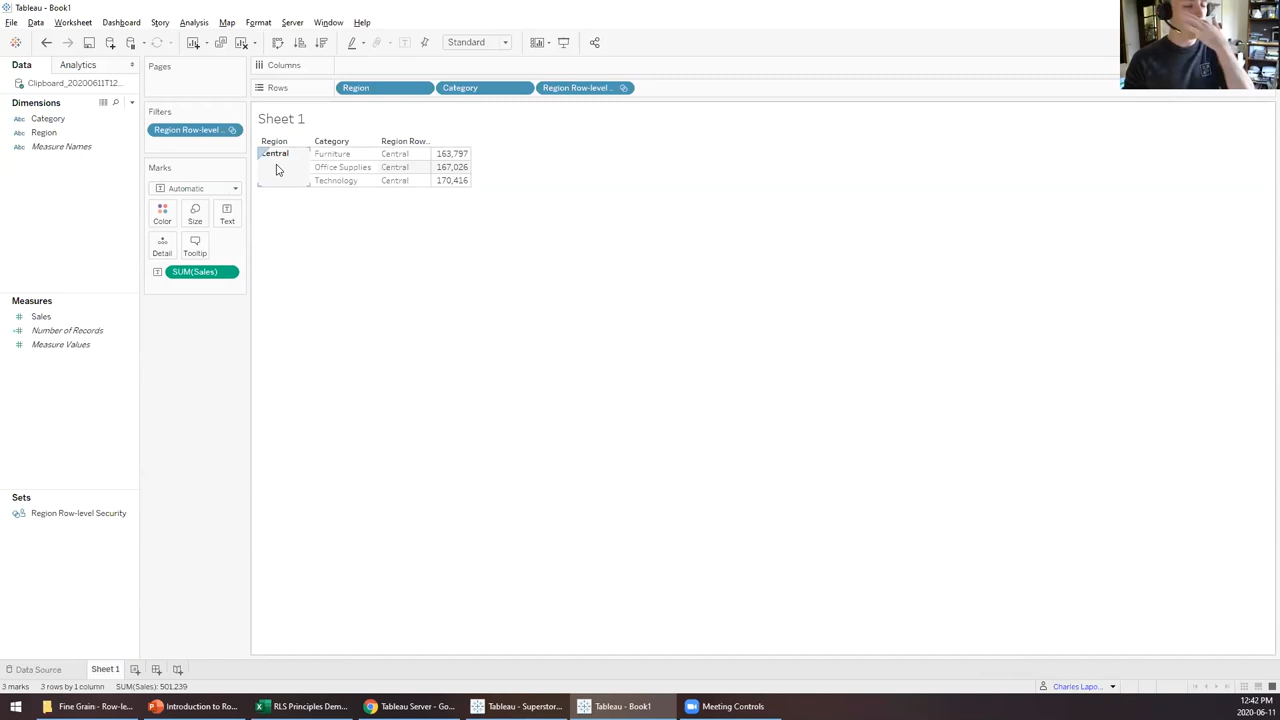 Tableau - Book1
File Data Worksheet Dashboard Story Analysis Map Format Server Window Help
Standard
Data Analytics Pages Columns
Clipboard_20200611T12... Rows Region Category Region Row-level ..
Dimensions Filters
Category Region Row-level ..
Abc Region
Abc Measure Names
Sheet 1
Region Category Region Row..
Central Furniture Central 163,797
Office Supplies Central 167,026
Technology Central 170,416
Marks
Automatic
Color Size Text
Detail Tooltip
SUM(Sales)
Measures
Sales
Number of Records
Measure Values
Sets
Region Row-level Security
Data Source Sheet 1
3 marks 3 rows by 1 column SUM(Sales): 501,239 Charles Lapo...
Fine Grain - Row-le... Introduction to Ro... RLS Principles Dem... Tableau Server - Go... Tableau - Superstor... Tableau - Book1 Meeting Controls
12:42 PM
2020-06-11